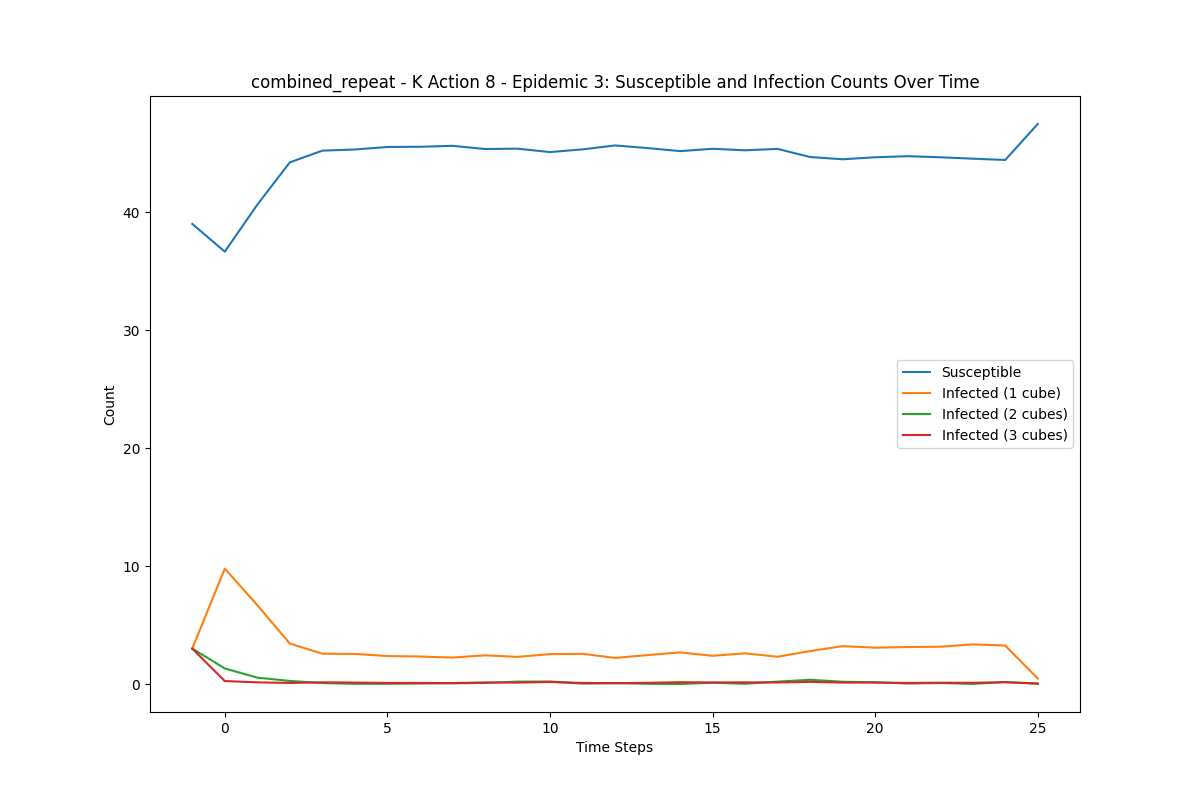 combined_repeat - K Action 8 - Epidemic 3: Susceptible and Infection Counts Over Time
Count
40
30
20
10
0
Susceptible
Infected (1 cube)
Infected (2 cubes)
Infected (3 cubes)
0 5 10 15 20 25
Time Steps